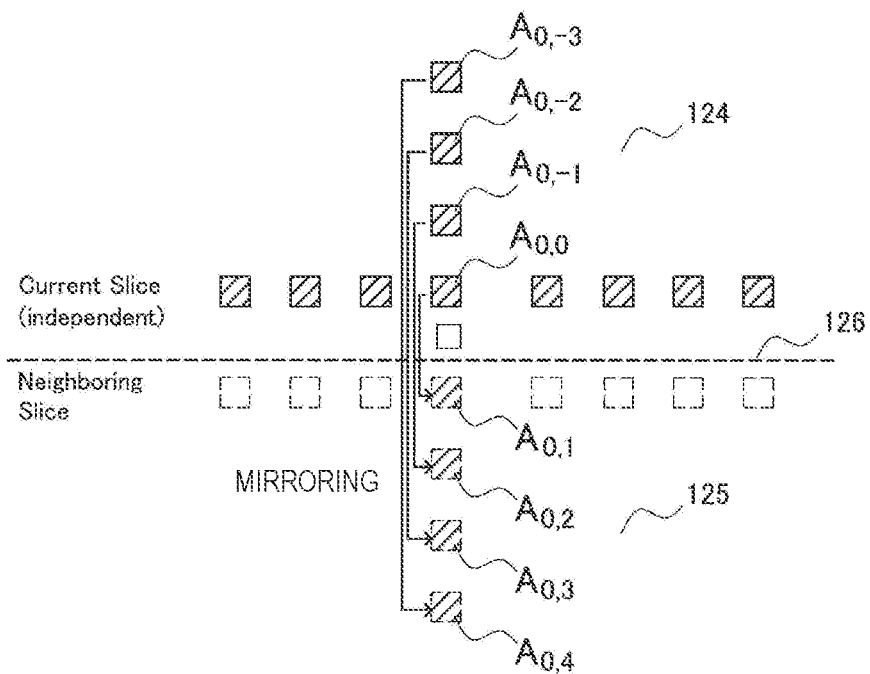 A0,-3
A0,-2
124
A0,-1
A0,0
Current Slice
(independent)
126
Neighboring
Slice
A0,1
MIRRORING
A0,2
125
A0,3
A0,4